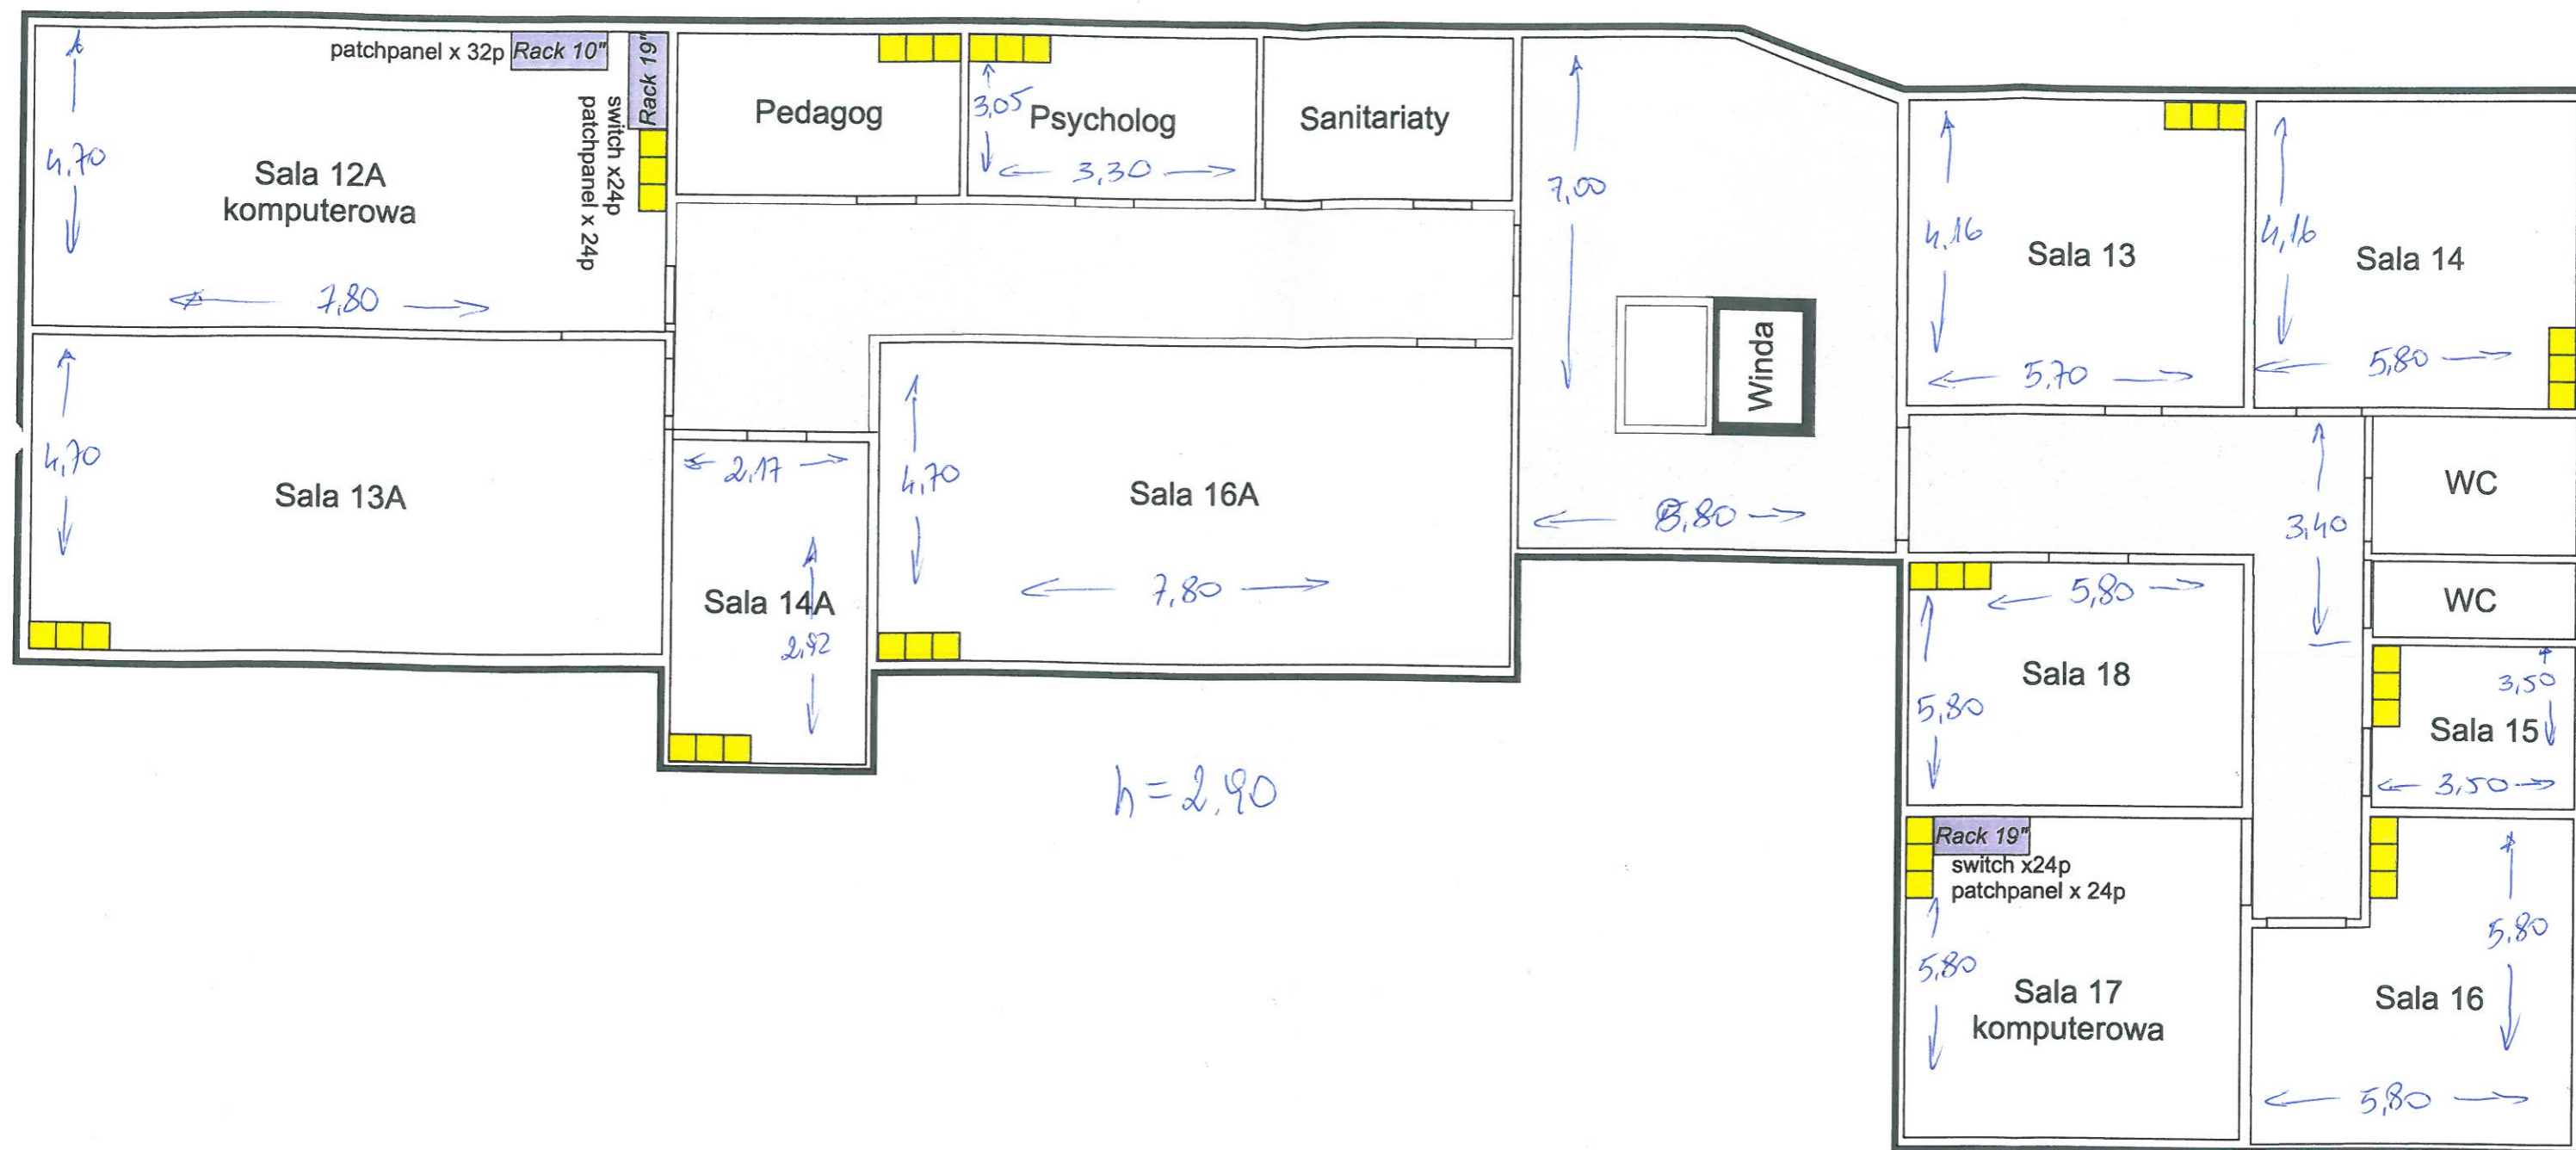 patchpanel x 32p
Rack 10"
Rack 19"
switch x24p
patchpanel x 24p
4,70
Sala 12A
komputerowa
7,80
Pedagog
3,05
Psycholog
3,30
Sanitariaty
7,00
Winda
4,16
Sala 13
5,70
4,16
Sala 14
5,80
4,70
Sala 13A
2,17
Sala 14A
4,70
Sala 16A
7,80
WC
3,40
WC
5,80
Sala 18
5,80
3,50
Sala 15
3,50
h = 2,90
Rack 19"
switch x24p
patchpanel x 24p
5,80
Sala 17
komputerowa
5,80
Sala 16
5,80